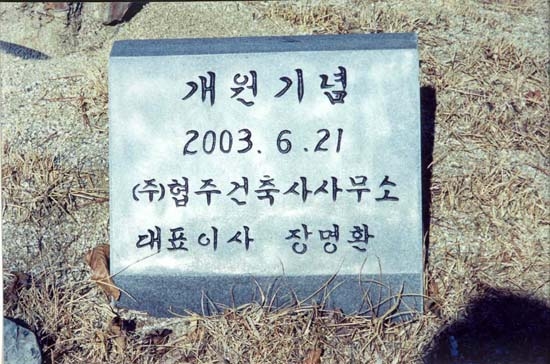 개원기념
2003. 6. 21
(주)협주건축사사무소
대표이사 장명환